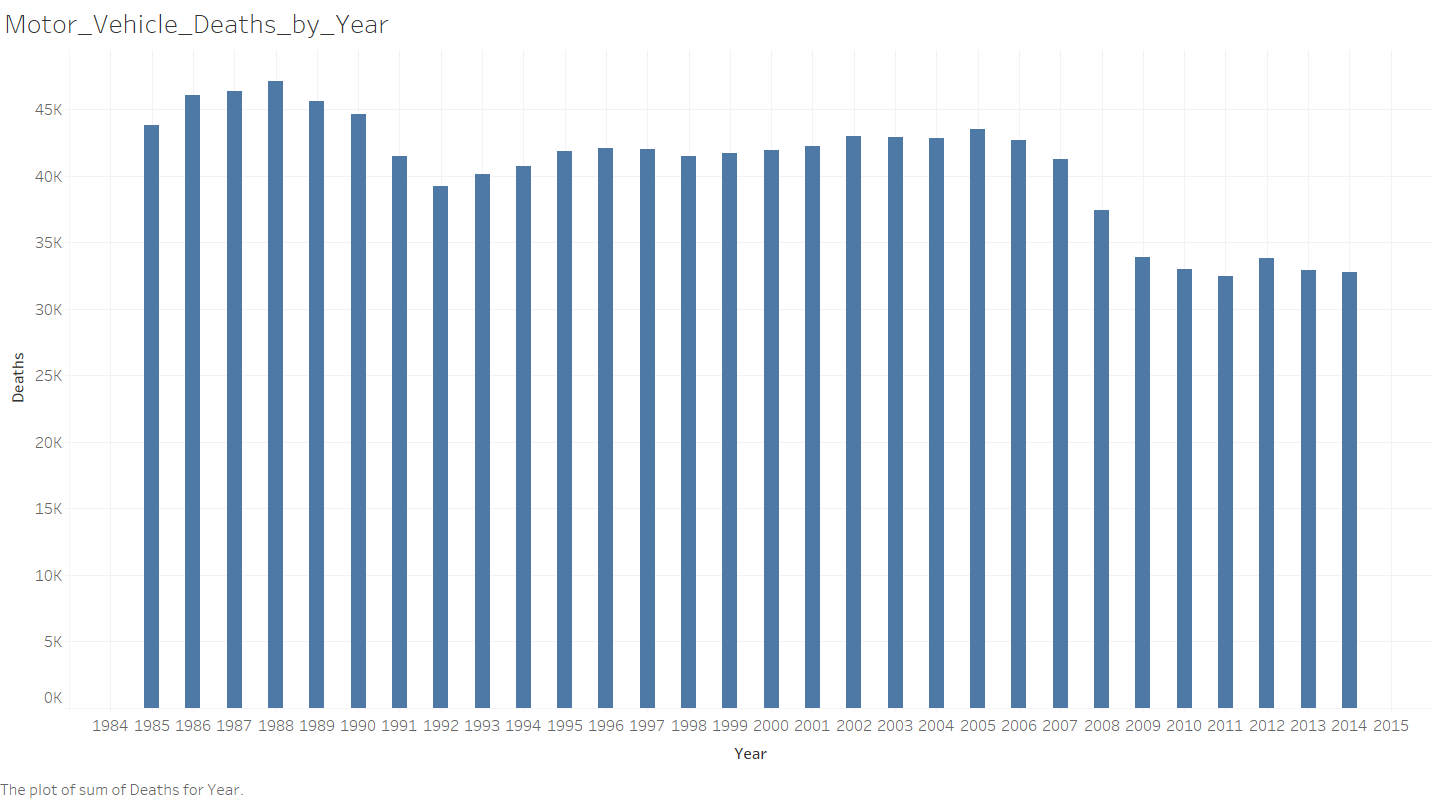 Motor_Vehicle_Deaths_by_Year
45K
40K
35K
30K
25K
20K
15K
10K
5K
0K
Deaths
1984 1985 1986 1987 1988 1989 1990 1991 1992 1993 1994 1995 1996 1997 1998 1999 2000 2001 2002 2003 2004 2005 2006 2007 2008 2009 2010 2011 2012 2013 2014 2015
Year
The plot of sum of Deaths for Year.